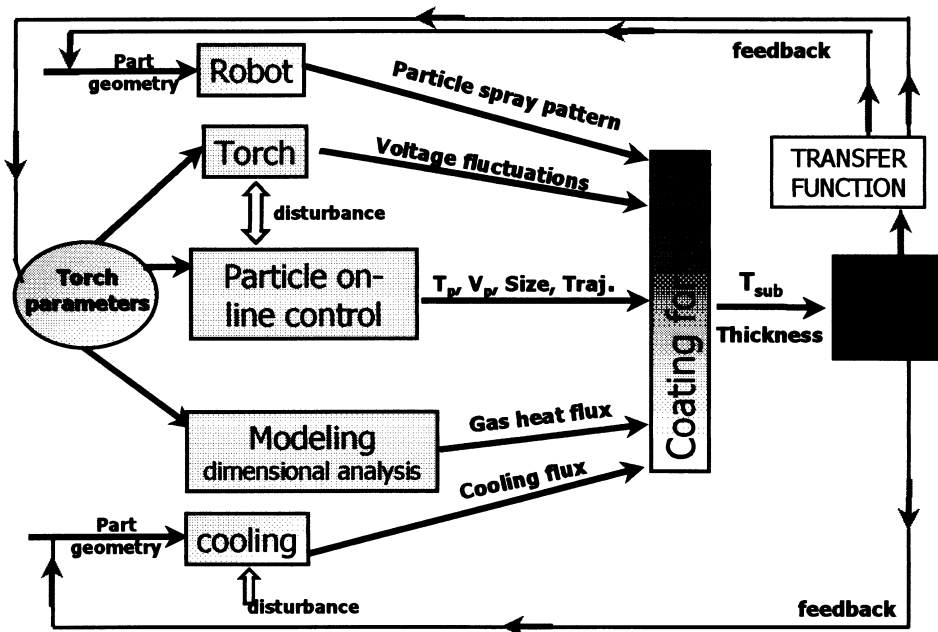 feedback
Part
geometry
Robot
Particle spray pattern
Torch
Voltage fluctuations
TRANSFER
FUNCTION
disturbance
Torch
parameters
Particle on-
line control
Tp, Vp, Size, Traj.
Coating for
Tsub
Thickness
Modeling
dimensional analysis
Gas heat flux
Cooling flux
Part
geometry
cooling
disturbance
feedback